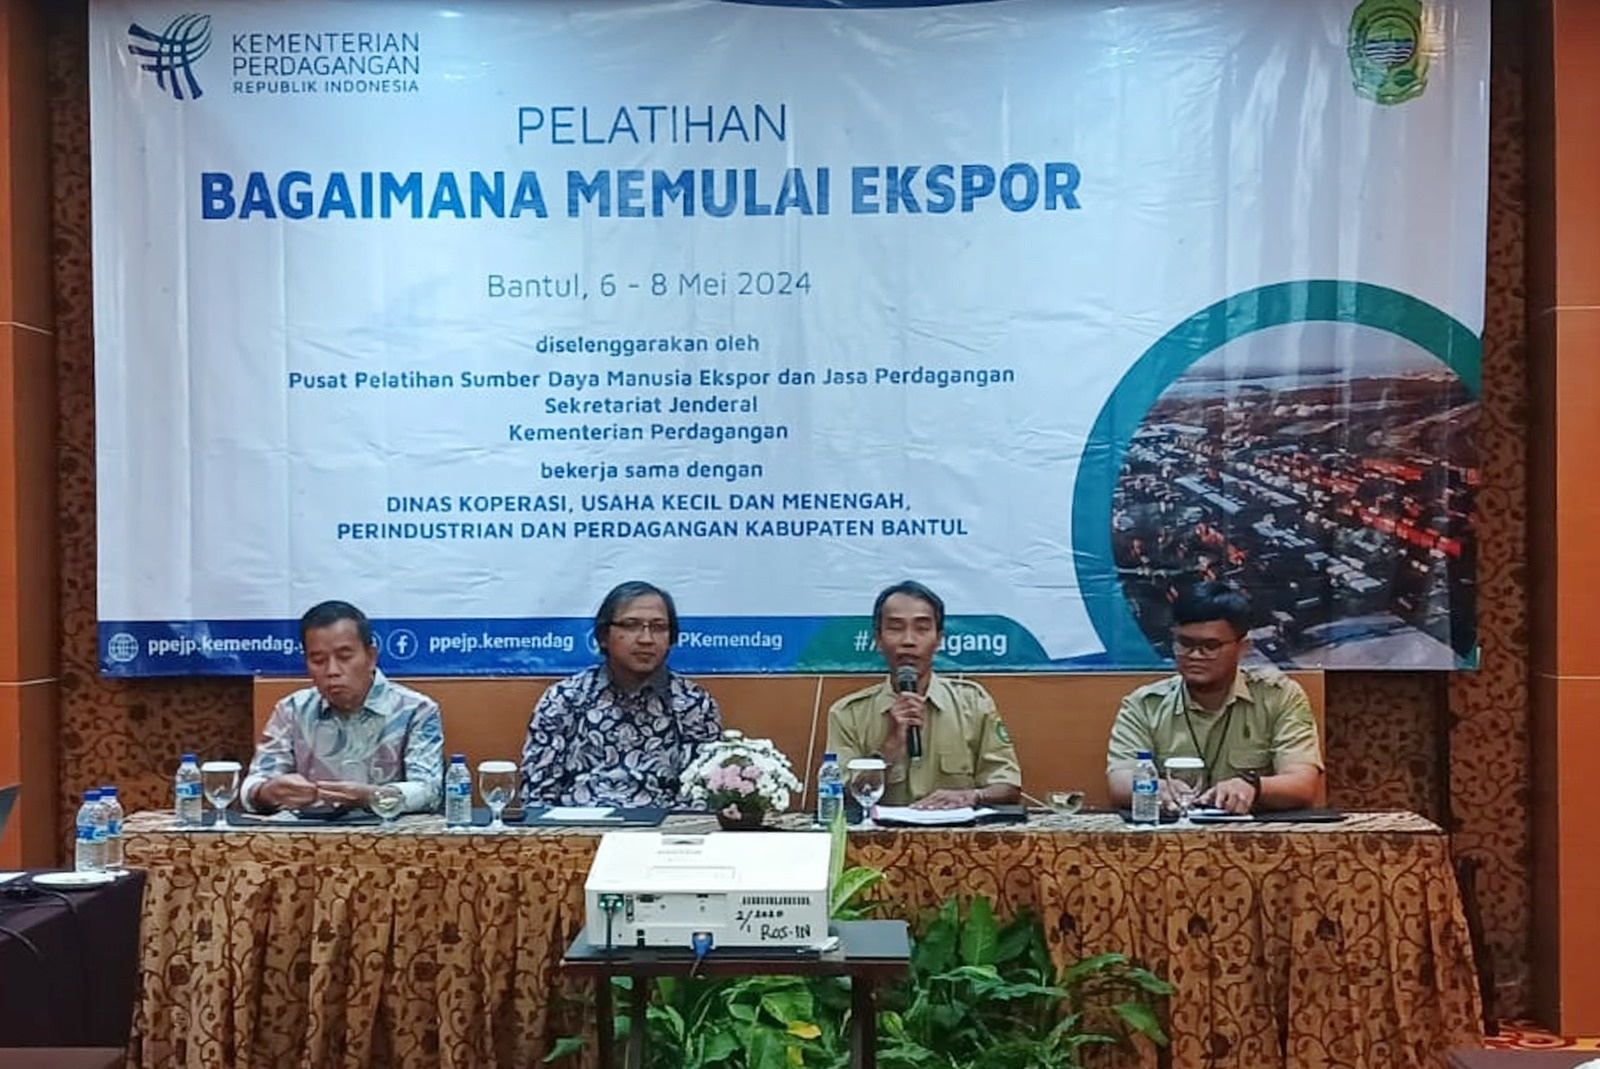 KEMENTERIAN
PERDAGANGAN
REPUBLIK INDONESIA
PELATIHAN
BAGAIMANA MEMULAI EKSPOR
Bantul, 6 - 8 Mei 2024
diselenggarakan oleh
Pusat Pelatihan Sumber Daya Manusia Ekspor dan Jasa Perdagangan
Sekretariat Jenderal
Kementerian Perdagangan
bekerja sama dengan
DINAS KOPERASI, USAHA KECIL DAN MENENGAH,
PERINDUSTRIAN DAN PERDAGANGAN KABUPATEN BANTUL
ppejp.kemendag.g
ppejp.kemendag
PKemendag
2/1 2020
ROS-IN